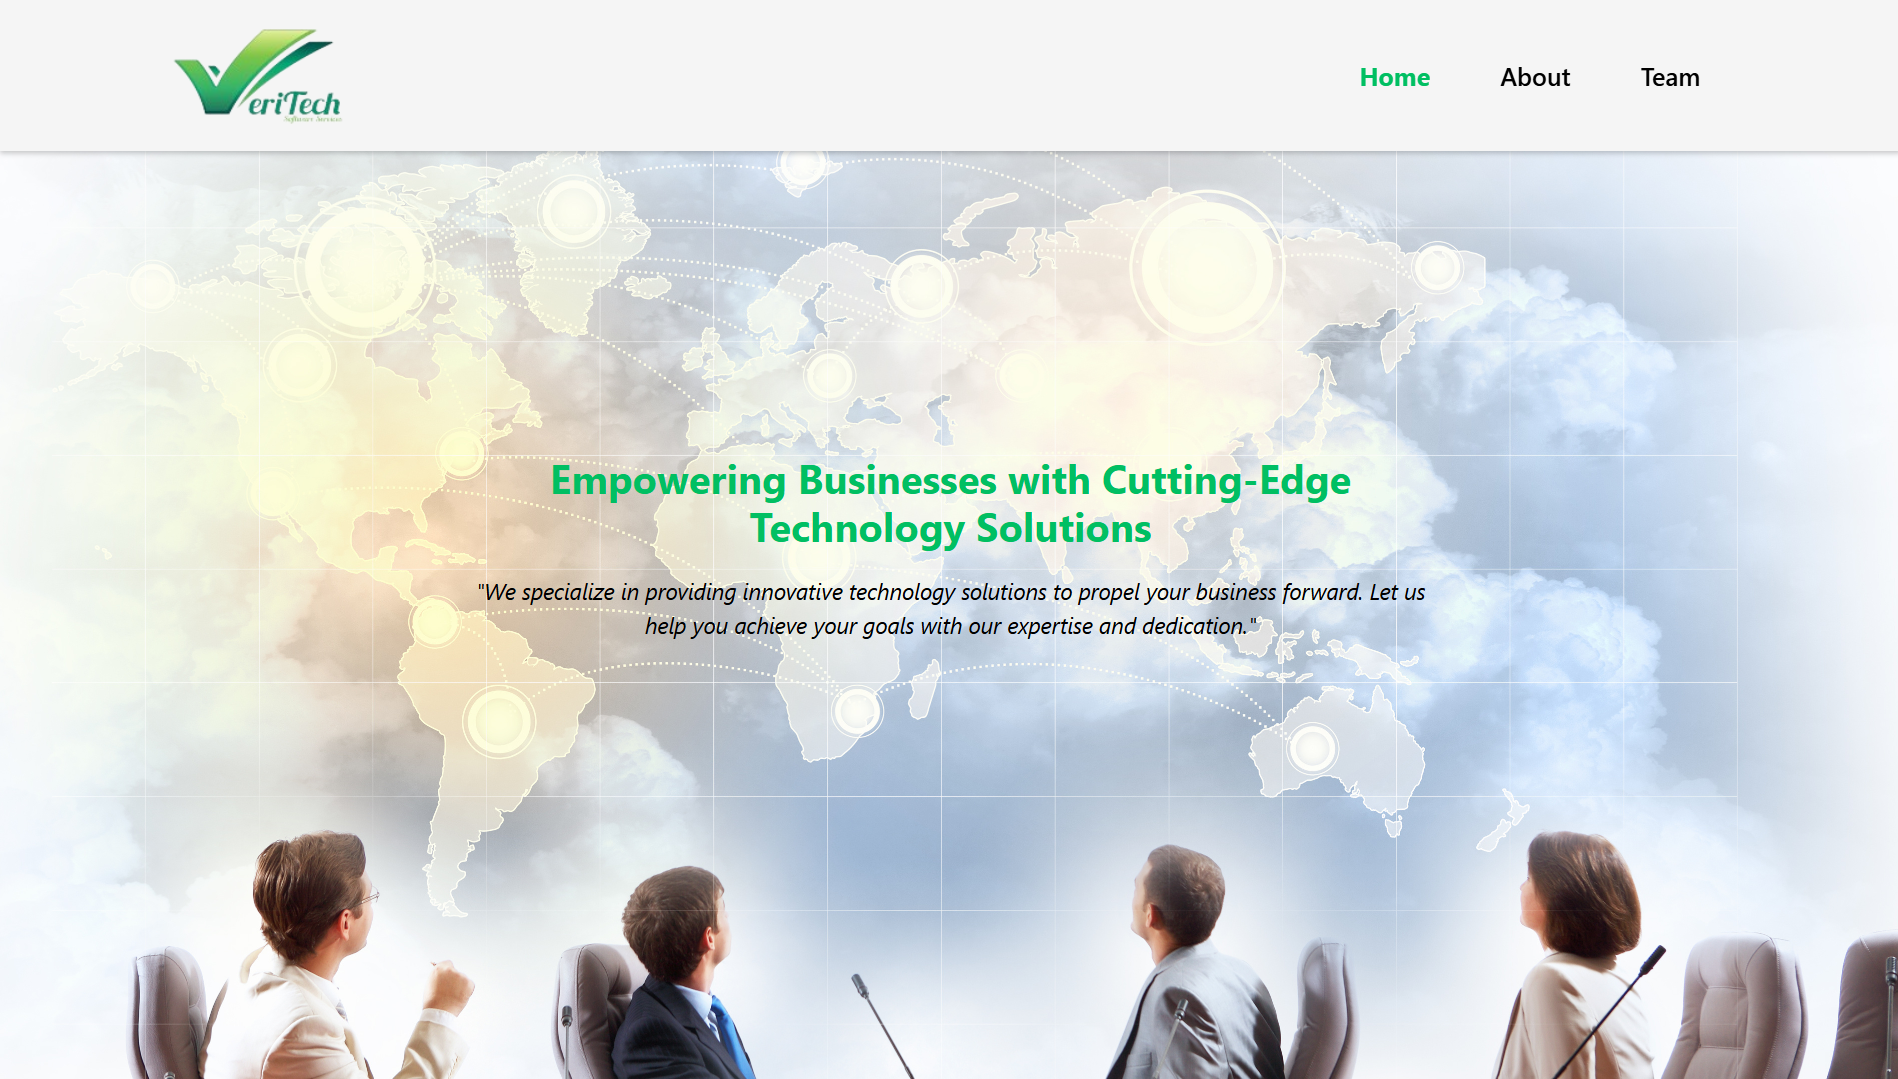 VeriTech
Software Services
Home
About
Team
Empowering Businesses with Cutting-Edge
Technology Solutions
"We specialize in providing innovative technology solutions to propel your business forward. Let us
help you achieve your goals with our expertise and dedication."